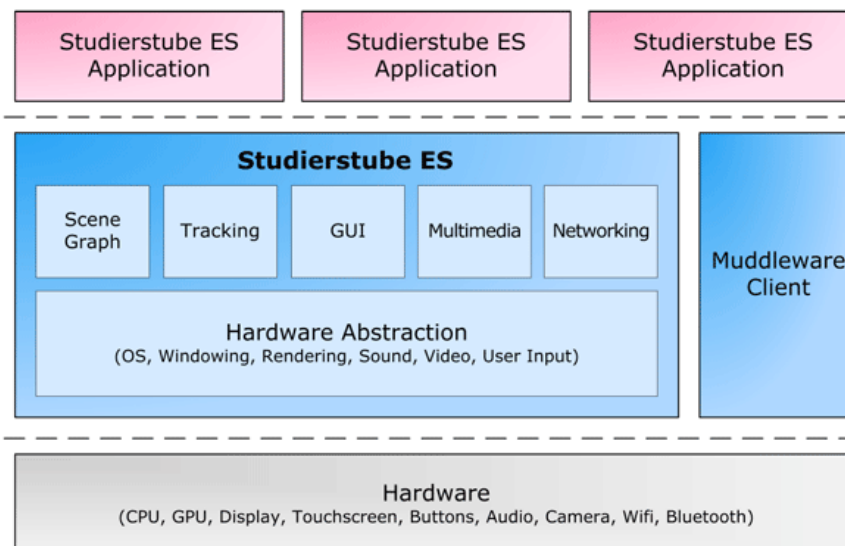 Studierstube ES
Application
Studierstube ES
Application
Studierstube ES
Application
Studierstube ES
Scene
Graph
Tracking
GUI
Multimedia
Networking
Hardware Abstraction
(OS, Windowing, Rendering, Sound, Video, User Input)
Muddleware
Client
Hardware
(CPU, GPU, Display, Touchscreen, Buttons, Audio, Camera, Wifi, Bluetooth)